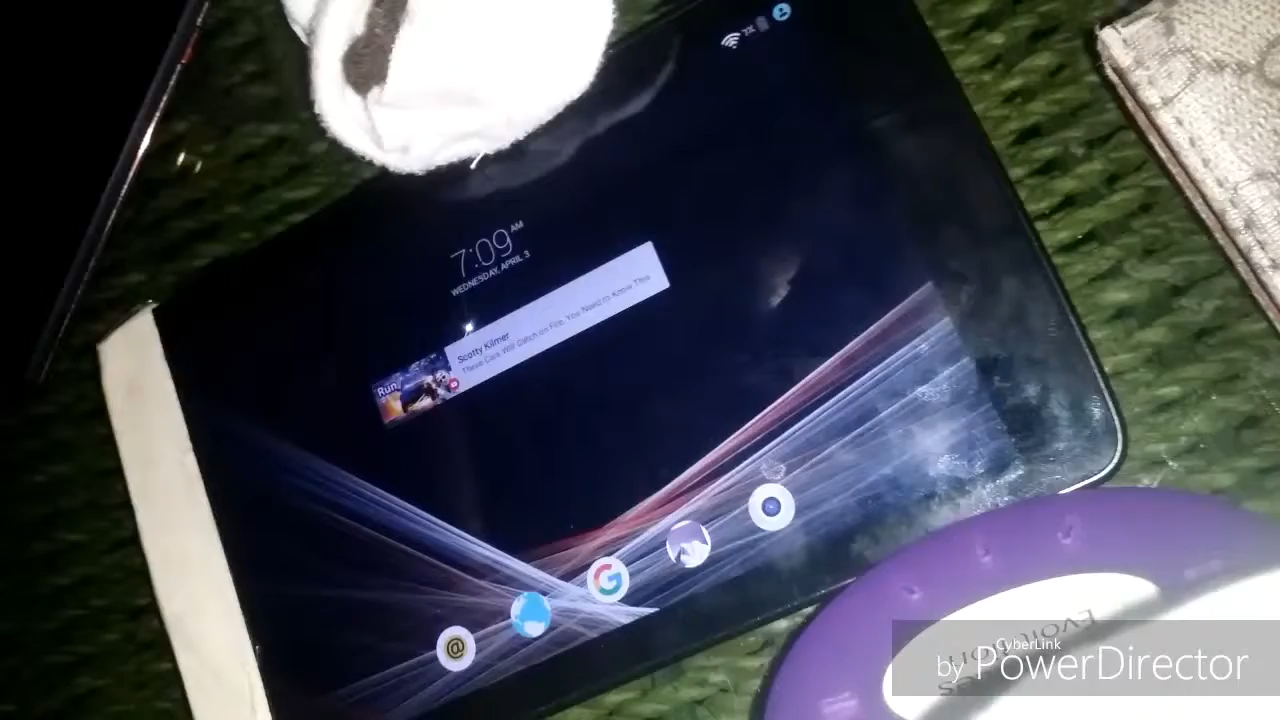 7:09 AM
WEDNESDAY, APRIL 3
Scotty Kilmer
These Cars Will Catch on Fire, You Need to Know This
Run
G
@
CyberLink
by PowerDirector